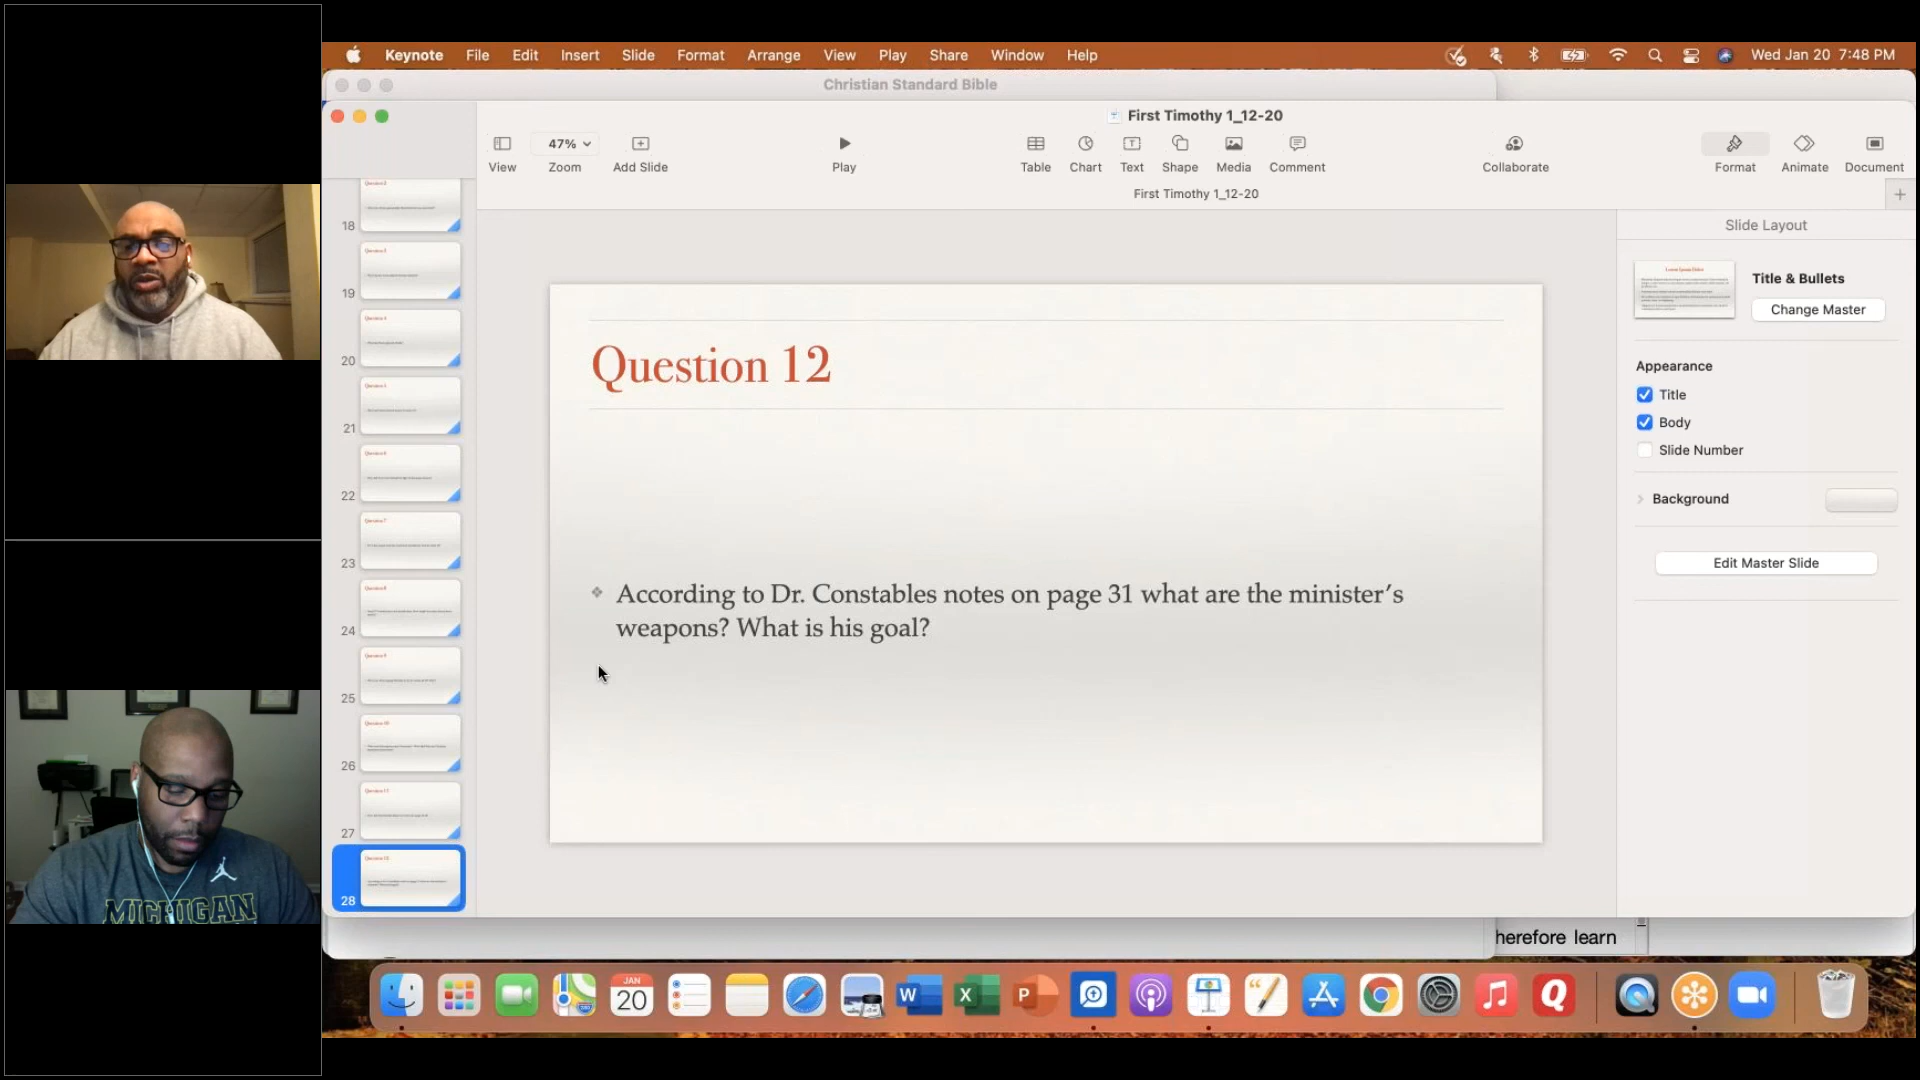 Keynote File Edit Insert Slide Format Arrange View Play Share Window Help
Wed Jan 20 7:48 PM
Christian Standard Bible
First Timothy 1_12-20
47%
View Zoom Add Slide Play Table Chart Text Shape Media Comment Collaborate Format Animate Document
First Timothy 1_12-20
18
19
20
21
22
23
24
25
26
27
28
Question 12
According to Dr. Constables notes on page 31 what are the minister’s
weapons? What is his goal?
Slide Layout
Title & Bullets
Change Master
Appearance
Title
Body
Slide Number
Background
Edit Master Slide
herefore learn
JAN
20
MICHIGAN